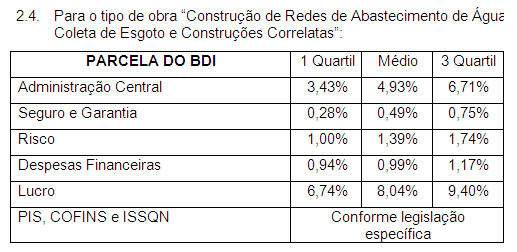 2.4. Para o tipo de obra “Construção de Redes de Abastecimento de Água
Coleta de Esgoto e Construções Correlatas”:
PARCELA DO BDI 1 Quartil Médio 3 Quartil
Administração Central 3,43% 4,93% 6,71%
Seguro e Garantia 0,28% 0,49% 0,75%
Risco 1,00% 1,39% 1,74%
Despesas Financeiras 0,94% 0,99% 1,17%
Lucro 6,74% 8,04% 9,40%
PIS, COFINS e ISSQN Conforme legislação
específica